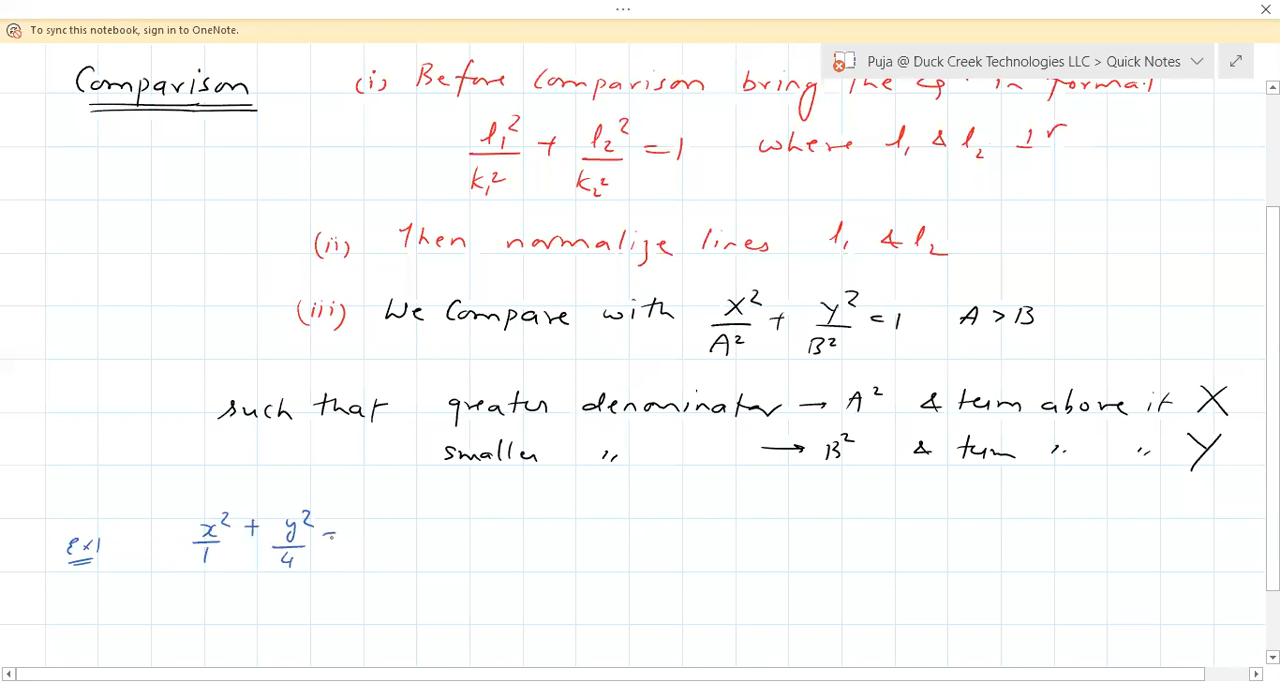 ...
To sync this notebook, sign in to OneNote.
Puja @ Duck Creek Technologies LLC > Quick Notes
Comparison (i) Before comparison bring the eqⁿ in format
l₁²/k₁² + l₂²/k₂² = 1 where l₁ & l₂ ⊥r
(ii) Then normalize lines l₁ & l₂
(iii) We Compare with X²/A² + Y²/B² = 1 A > B
such that greater denominator → A² & term above it X
smaller " → B² & term " " Y
Ex1 x²/1 + y²/4 =